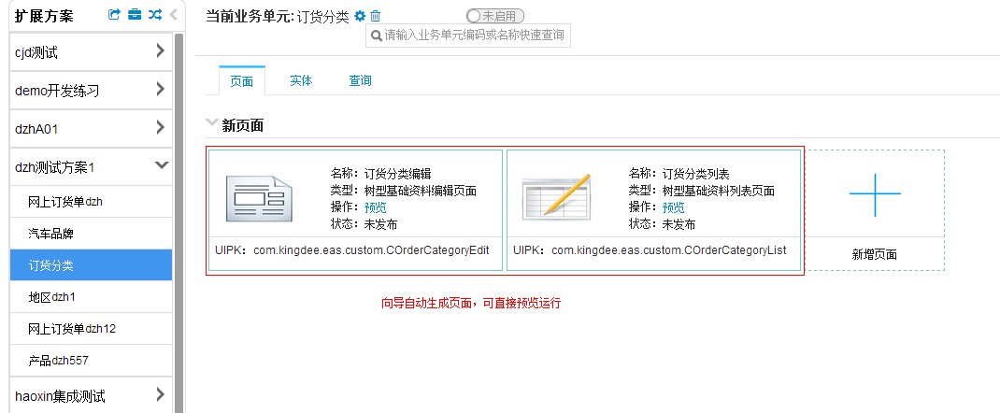 扩展方案
cjd测试
demo开发练习
dzhA01
dzh测试方案1
网上订货单dzh
汽车品牌
订货分类
地区dzh1
网上订货单dzh12
产品dzh557
haoxin集成测试
当前业务单元: 订货分类
未启用
请输入业务单元编码或名称快速查询
页面 实体 查询
新页面
名称：订货分类编辑
类型：树型基础资料编辑页面
操作：预览
状态：未发布
UIPK：com.kingdee.eas.custom.COrderCategoryEdit
名称：订货分类列表
类型：树型基础资料列表页面
操作：预览
状态：未发布
UIPK：com.kingdee.eas.custom.COrderCategoryList
新增页面
向导自动生成页面，可直接预览运行